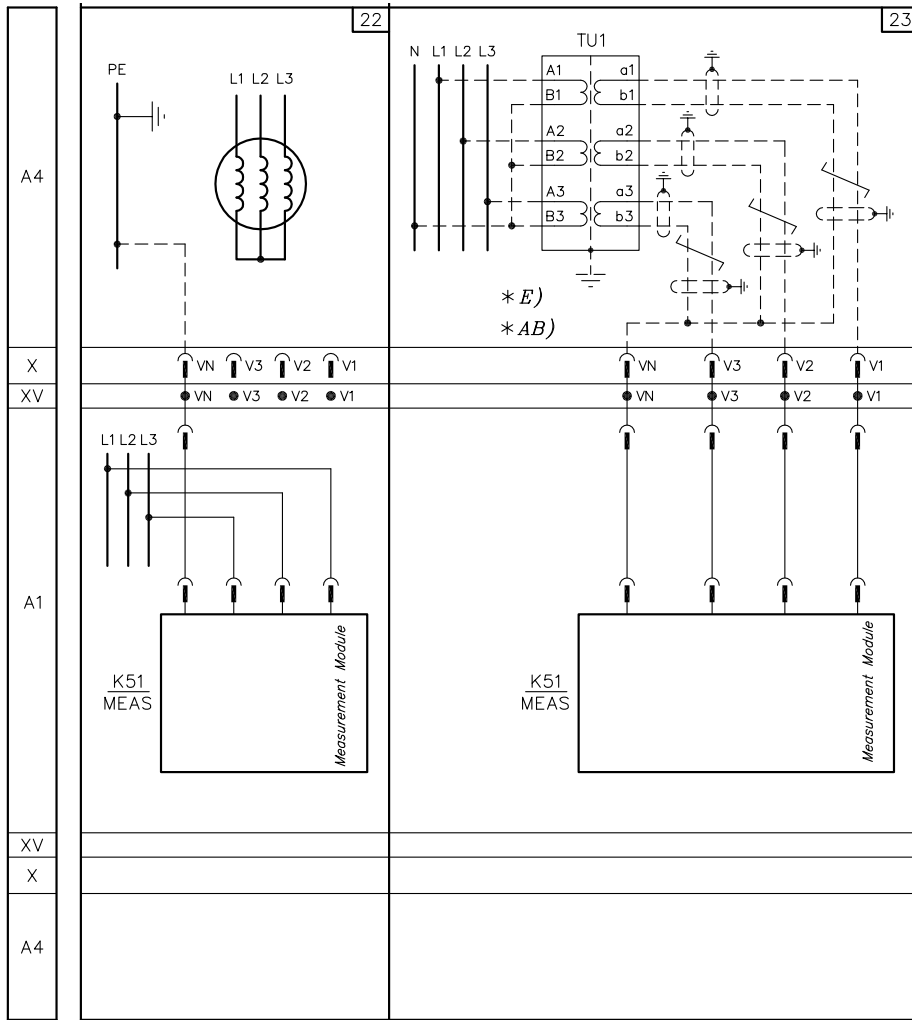 22
23
PE
L1 L2 L3
N L1 L2 L3
TU1
A1 a1
B1 b1
A2 a2
B2 b2
A3 a3
B3 b3
A4
* E)
* AB)
X
VN V3 V2 V1
VN V3 V2 V1
XV
VN V3 V2 V1
VN V3 V2 V1
L1 L2 L3
A1
K51
MEAS
Measurement Module
K51
MEAS
Measurement Module
XV
X
A4